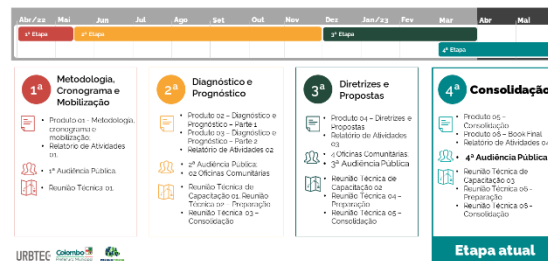 Abr/22 Mai Jun Jul Ago Set Out Nov Dez Jan/23 Fev Mar Abr Mai
1ª Etapa 2ª Etapa 3ª Etapa
4ª Etapa
1ª
Metodologia,
Cronograma e
Mobilização
Produto 01 - Metodologia,
cronograma e
mobilização;
Relatório de Atividades
01.
1ª Audiência Pública.
Reunião Técnica 01.
2ª
Diagnóstico e
Prognóstico
Produto 02 – Diagnóstico e
Prognóstico – Parte 1
Produto 03 – Diagnóstico e
Prognóstico – Parte 2
Relatório de Atividades 02
2ª Audiência Pública;
02 Oficinas Comunitárias
Reunião Técnica de
Capacitação 01. Reunião
Técnica 02 – Preparação
Reunião Técnica 03 –
Consolidação
3ª
Diretrizes e
Propostas
Produto 04 – Diretrizes e
Propostas
Relatório de Atividades
03
4 Oficinas Comunitárias.
3ª Audiência Pública
Reunião Técnica de
Capacitação 02
Reunião Técnica 04 –
Preparação
Reunião Técnica 05 –
Consolidação
4ª
Consolidação
Produto 05 –
Consolidação
Produto 06 – Book Final
Relatório de Atividades 04
4ª Audiência Pública
Reunião Técnica de
Capacitação 03
Reunião Técnica 06 -
Preparação
Reunião Técnica 06 –
Consolidação
Etapa atual
URBTEC Colombo